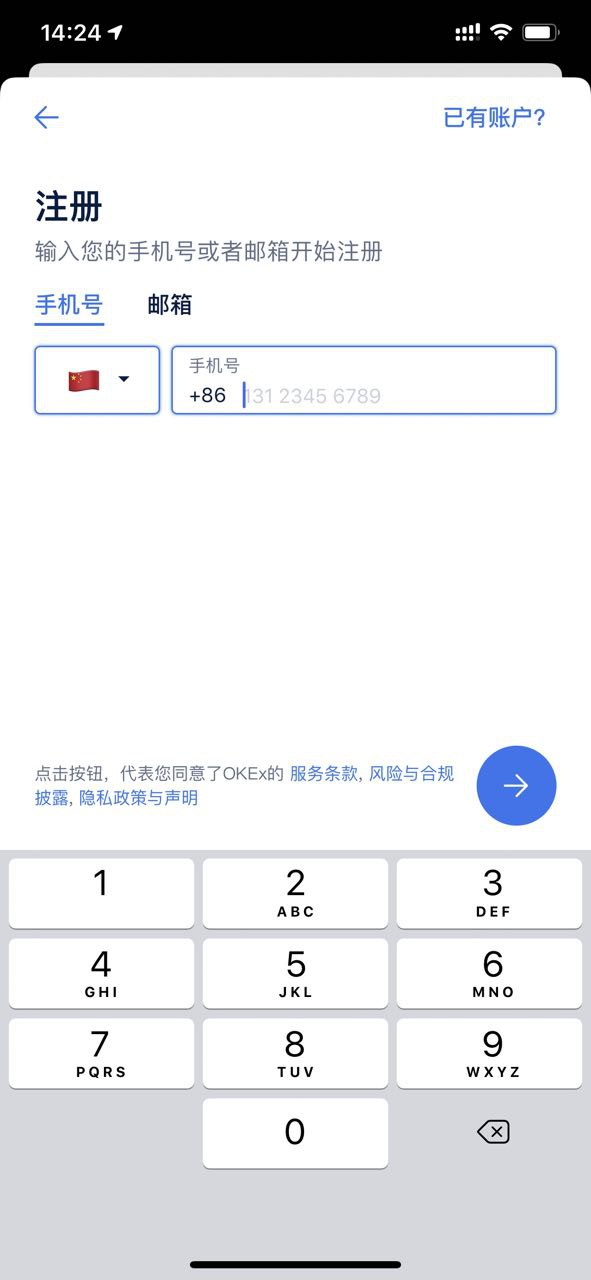 14:24
已有账户?
注册
输入您的手机号或者邮箱开始注册
手机号 邮箱
手机号
+86 131 2345 6789
点击按钮，代表您同意了OKEx的 服务条款, 风险与合规
披露, 隐私政策与声明
1 2 3
ABC DEF
4 5 6
GHI JKL MNO
7 8 9
PQRS TUV WXYZ
0